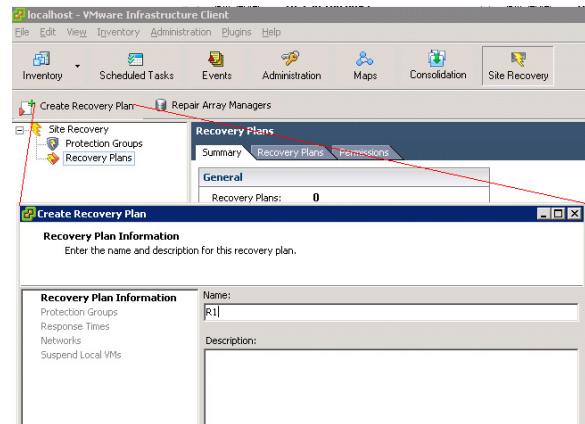 localhost - VMware Infrastructure Client
File Edit View Inventory Administration Plugins Help
Inventory Scheduled Tasks Events Administration Maps Consolidation Site Recovery
Create Recovery Plan Repair Array Managers
Site Recovery
Protection Groups
Recovery Plans
Recovery Plans
Summary Recovery Plans Permissions
General
Recovery Plans: 0
Create Recovery Plan
Recovery Plan Information
Enter the name and description for this recovery plan.
Recovery Plan Information
Protection Groups
Response Times
Networks
Suspend Local VMs
Name:
R1
Description: